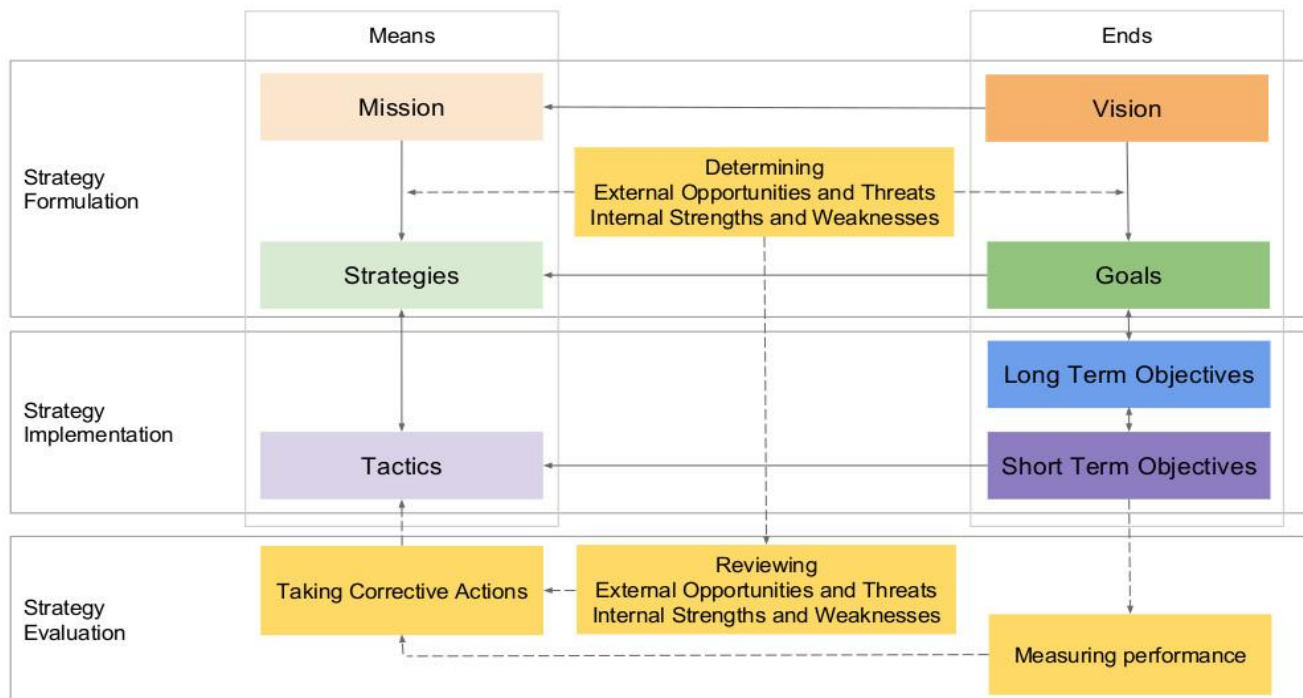 Means
Ends
Mission
Vision
Strategy
Formulation
Determining
External Opportunities and Threats
Internal Strengths and Weaknesses
Strategies
Goals
Strategy
Implementation
Long Term Objectives
Tactics
Short Term Objectives
Strategy
Evaluation
Taking Corrective Actions
Reviewing
External Opportunities and Threats
Internal Strengths and Weaknesses
Measuring performance